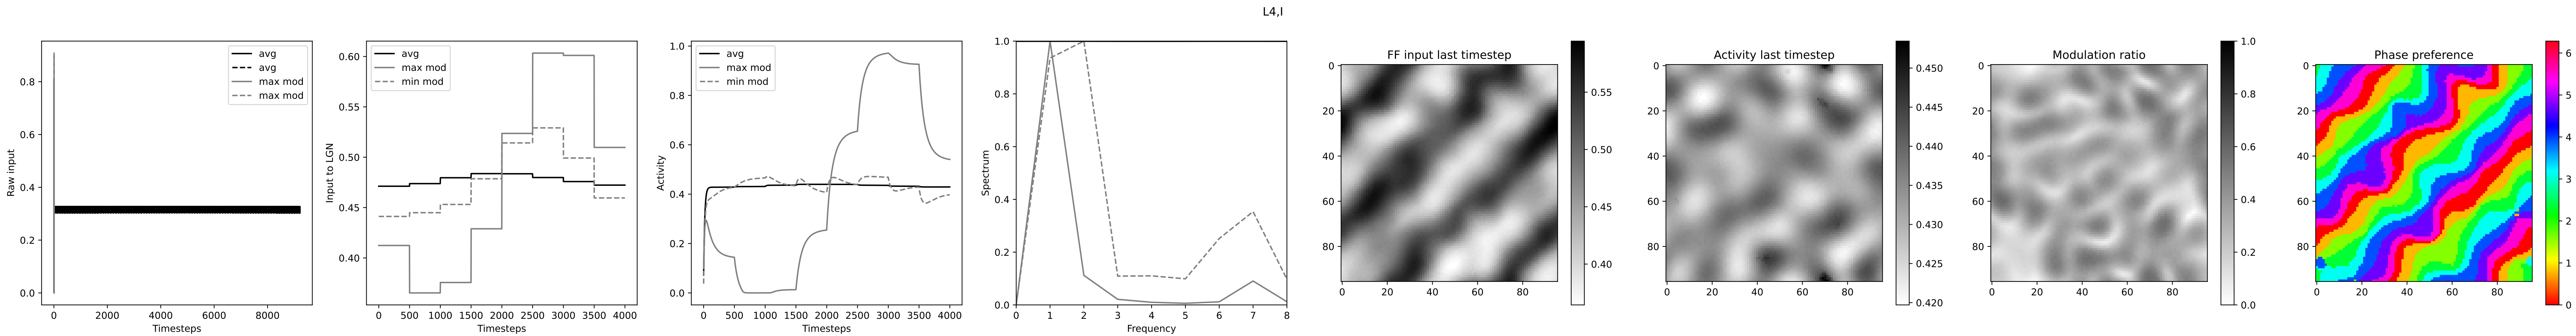 L4,I
avg
avg
max mod
max mod
Raw input
0.0
0.2
0.4
0.6
0.8
0 2000 4000 6000 8000
Timesteps
avg
max mod
min mod
Input to LGN
0.40
0.45
0.50
0.55
0.60
0 500 1000 1500 2000 2500 3000 3500 4000
Timesteps
avg
max mod
min mod
Activity
0.0
0.2
0.4
0.6
0.8
1.0
0 500 1000 1500 2000 2500 3000 3500 4000
Timesteps
Spectrum
0.0
0.2
0.4
0.6
0.8
1.0
0 1 2 3 4 5 6 7 8
Frequency
FF input last timestep
0
20
40
60
80
0 20 40 60 80
0.55
0.50
0.45
0.40
Activity last timestep
0
20
40
60
80
0 20 40 60 80
0.450
0.445
0.440
0.435
0.430
0.425
0.420
Modulation ratio
0
20
40
60
80
0 20 40 60 80
1.0
0.8
0.6
0.4
0.2
0.0
Phase preference
0
20
40
60
80
0 20 40 60 80
6
5
4
3
2
1
0